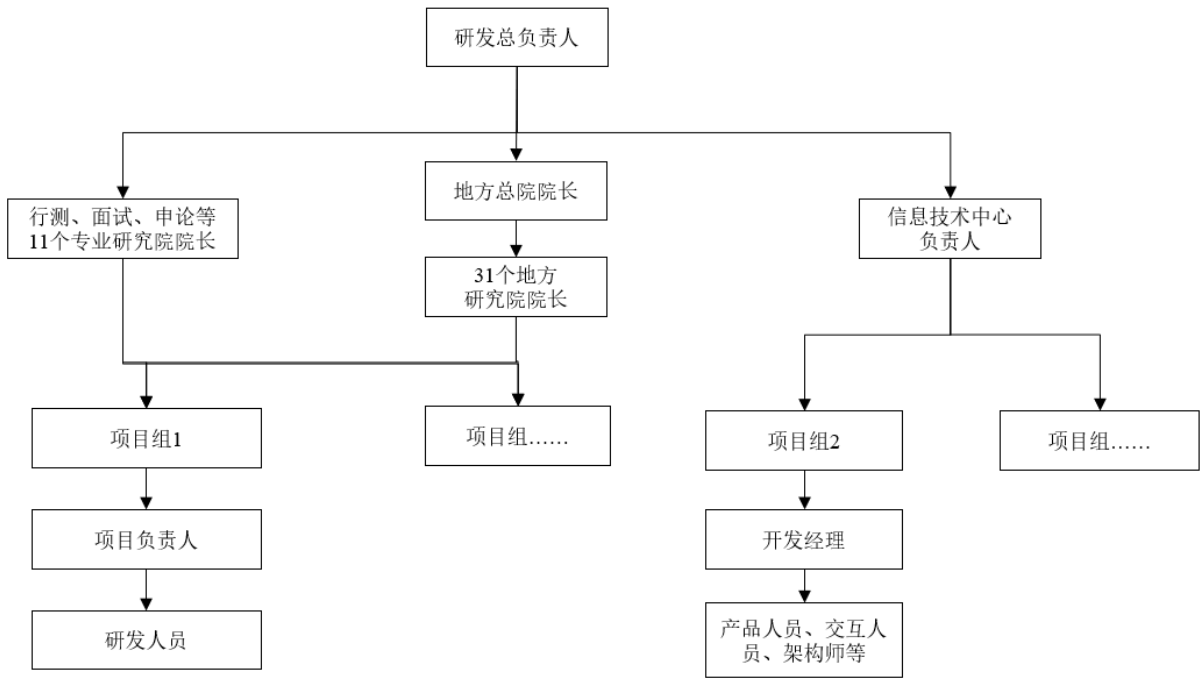 研发总负责人
行测、面试、申论等
11个专业研究院院长
地方总院院长
31个地方
研究院院长
信息技术中心
负责人
项目组1
项目组……
项目组2
项目组……
项目负责人
开发经理
研发人员
产品人员、交互人
员、架构师等